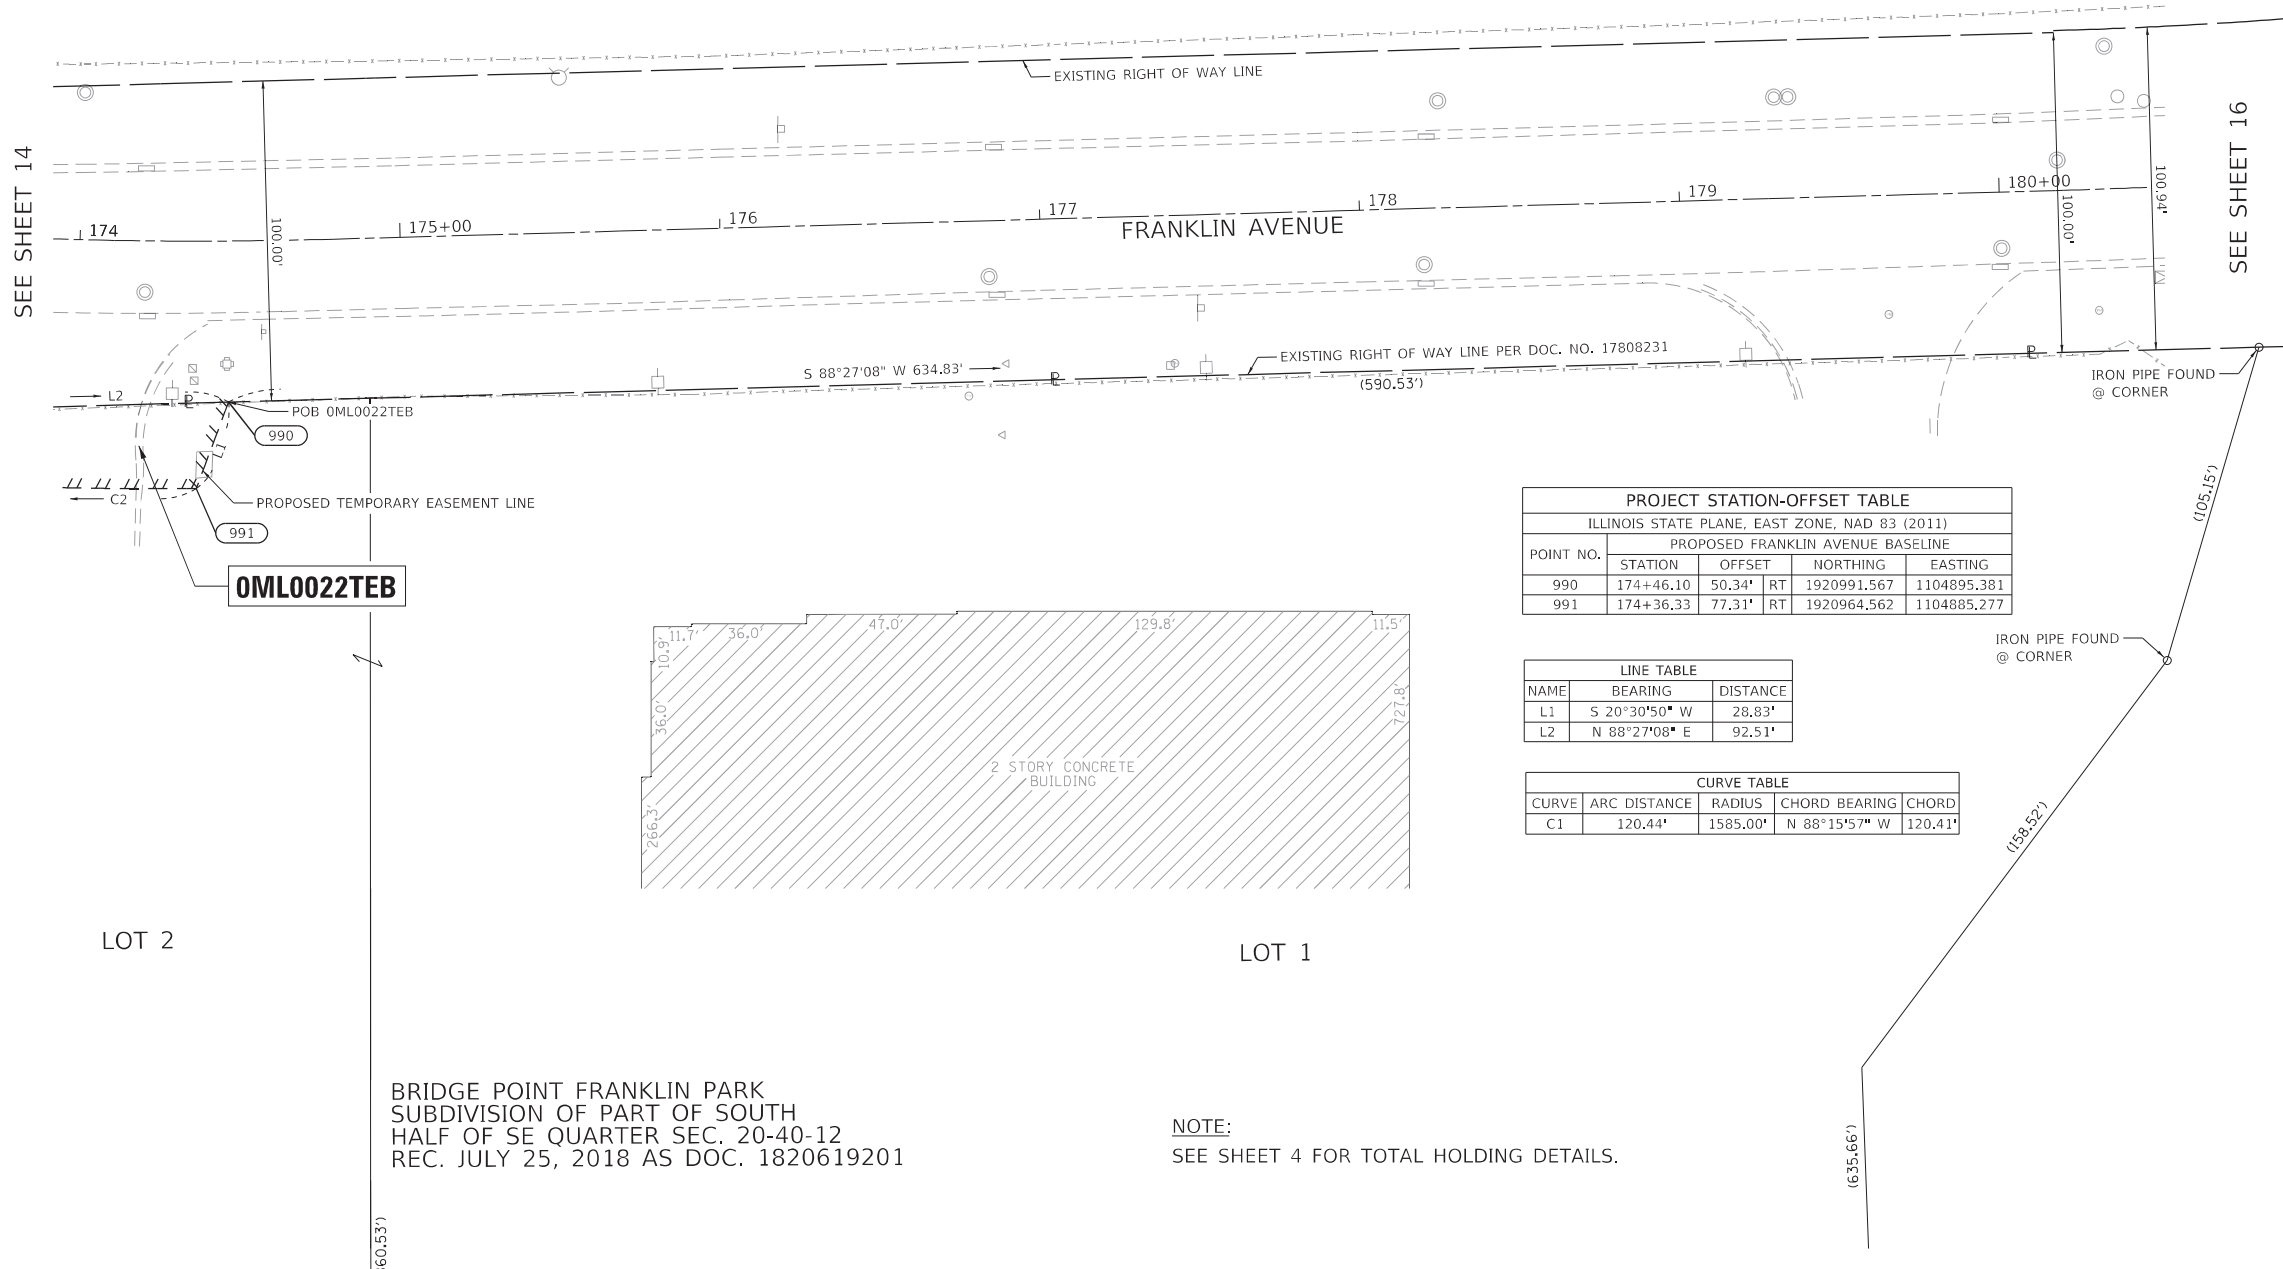 EXISTING RIGHT OF WAY LINE
SEE SHEET 14
SEE SHEET 16
100.00'
100.00'
100.94'
174
175+00
176
177
178
179
180+00
FRANKLIN AVENUE
L2
S 88°27'08" W 634.83'
EXISTING RIGHT OF WAY LINE PER DOC. NO. 17808231
(590.53')
IRON PIPE FOUND
@ CORNER
POB 0ML0022TEB
990
L1
C2
PROPOSED TEMPORARY EASEMENT LINE
991
0ML0022TEB
(105.15')
PROJECT STATION-OFFSET TABLE
ILLINOIS STATE PLANE, EAST ZONE, NAD 83 (2011)
POINT NO. PROPOSED FRANKLIN AVENUE BASELINE
STATION OFFSET NORTHING EASTING
990 174+46.10 50.34' RT 1920991.567 1104895.381
991 174+36.33 77.31' RT 1920964.562 1104885.277
IRON PIPE FOUND
@ CORNER
LINE TABLE
NAME BEARING DISTANCE
L1 S 20°30'50" W 28.83'
L2 N 88°27'08" E 92.51'
CURVE TABLE
CURVE ARC DISTANCE RADIUS CHORD BEARING CHORD
C1 120.44' 1585.00' N 88°15'57" W 120.41'
11.7'
36.0'
47.0'
129.8'
11.5'
10.9'
36.0'
727.8'
266.3'
2 STORY CONCRETE
BUILDING
(158.52')
LOT 2
LOT 1
BRIDGE POINT FRANKLIN PARK
SUBDIVISION OF PART OF SOUTH
HALF OF SE QUARTER SEC. 20-40-12
REC. JULY 25, 2018 AS DOC. 1820619201
NOTE:
SEE SHEET 4 FOR TOTAL HOLDING DETAILS.
(635.66')
60.53')